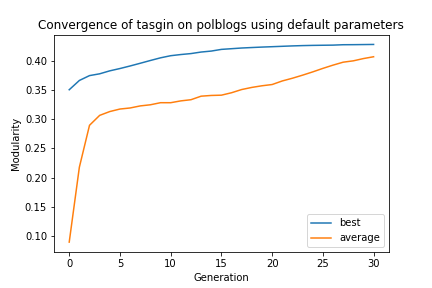 Convergence of tasgin on polblogs using default parameters
Modularity
0.40
0.35
0.30
0.25
0.20
0.15
0.10
0 5 10 15 20 25 30
Generation
best
average